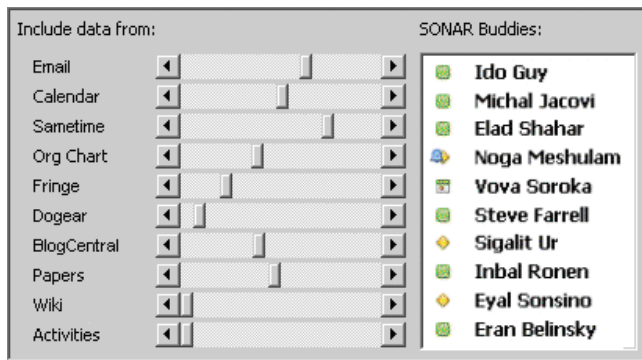 Include data from:
Email
Calendar
Sametime
Org Chart
Fringe
Dogear
BlogCentral
Papers
Wiki
Activities
SONAR Buddies:
Ido Guy
Michal Jacovi
Elad Shahar
Noga Meshulam
Vova Soroka
Steve Farrell
Sigalit Ur
Inbal Ronen
Eyal Sonsino
Eran Belinsky